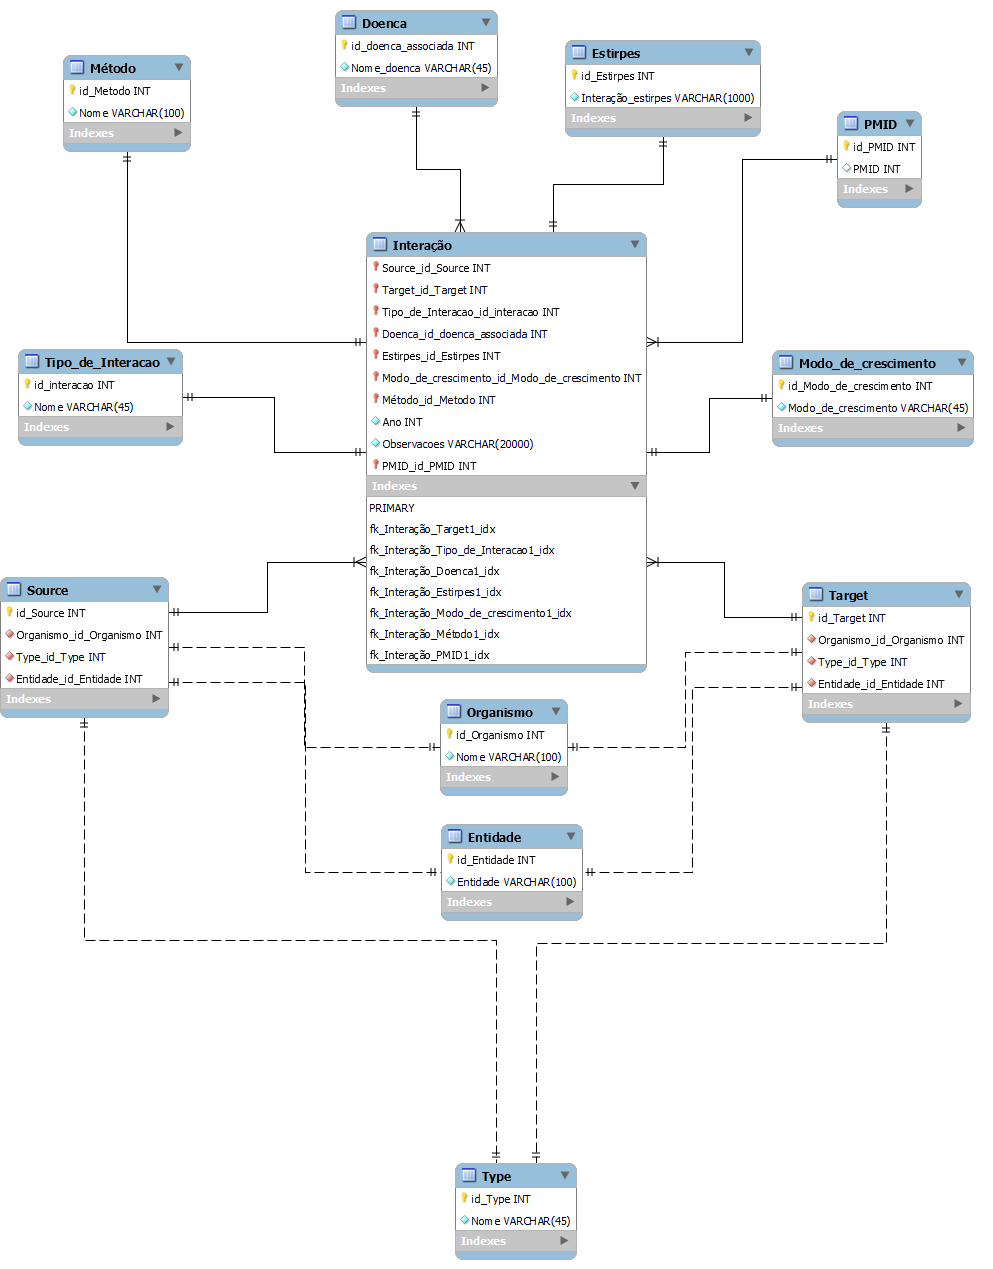 Doenca
id_doenca_associada INT
Nome_doenca VARCHAR(45)
Indexes
Estirpes
id_Estirpes INT
Interação_estirpes VARCHAR(1000)
Indexes
Método
id_Metodo INT
Nome VARCHAR(100)
Indexes
PMID
id_PMID INT
PMID INT
Indexes
Interação
Source_id_Source INT
Target_id_Target INT
Tipo_de_Interacao_id_interacao INT
Doenca_id_doenca_associada INT
Estirpes_id_Estirpes INT
Modo_de_crescimento_id_Modo_de_crescimento INT
Método_id_Metodo INT
Ano INT
Observacoes VARCHAR(20000)
PMID_id_PMID INT
Indexes
PRIMARY
fk_Interação_Target1_idx
fk_Interação_Tipo_de_Interacao1_idx
fk_Interação_Doenca1_idx
fk_Interação_Estirpes1_idx
fk_Interação_Modo_de_crescimento1_idx
fk_Interação_Método1_idx
fk_Interação_PMID1_idx
Tipo_de_Interacao
id_interacao INT
Nome VARCHAR(45)
Indexes
Modo_de_crescimento
id_Modo_de_crescimento INT
Modo_de_crescimento VARCHAR(45)
Indexes
Source
id_Source INT
Organismo_id_Organismo INT
Type_id_Type INT
Entidade_id_Entidade INT
Indexes
Target
id_Target INT
Organismo_id_Organismo INT
Type_id_Type INT
Entidade_id_Entidade INT
Indexes
Organismo
id_Organismo INT
Nome VARCHAR(100)
Indexes
Entidade
id_Entidade INT
Entidade VARCHAR(100)
Indexes
Type
id_Type INT
Nome VARCHAR(45)
Indexes